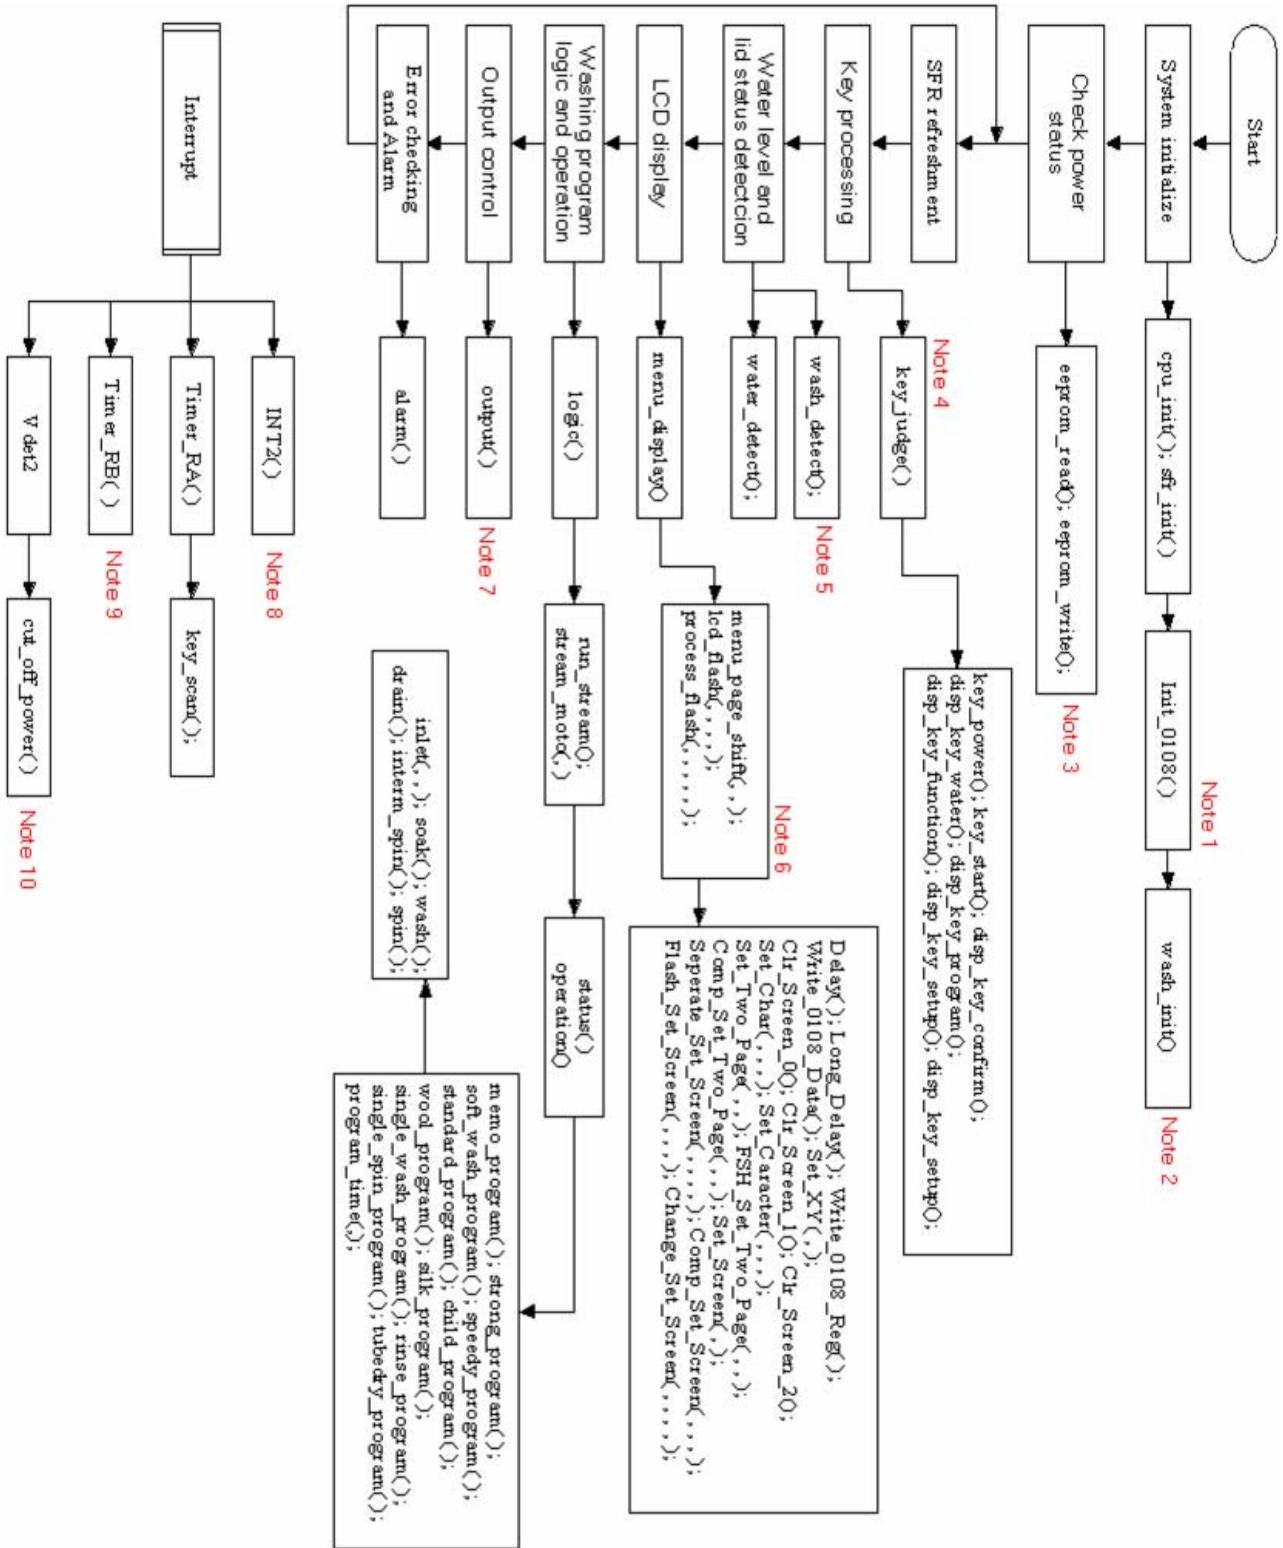 Start
System initialize
cpu_init(); sfr_init()
Init_0108()
Note 1
wash_init()
Note 2
Check power
status
eeprom_read(); eeprom_write();
Note 3
SFR refreshment
Key processing
key_judge()
Note 4
key_power(); key_start(); disp_key_confirm();
disp_key_water(); disp_key_program();
disp_key_function(); disp_key_setup(); disp_key_setup();
Water level and
lid status detectcion
wash_detect();
water_detect();
Note 5
LCD display
menu_display()
menu_page_shift(, , );
lcd_flash(, , , , );
process_flash(, , , , , );
Note 6
Delay(); Long_Delay(); Write_0108_Reg();
Write_0108_Data(); Set_XY(, );
Clr_Screen_0(); Clr_Screen_1(); Clr_Screen_2();
Set_Char(, , , ); Set_Caracter(, , , );
Set_Two_Page(, , ); FSH_Set_Two_Page(, , );
Comp_Set_Two_Page(, , ); Set_Screen(, );
Seperate_Set_Screen(, , , , ); Comp_Set_Screen(, , , );
Flash_Set_Screen(, , , ); Change_Set_Screen(, , , , );
Washing program
logic and operation
logic()
run_stream();
stream_moto(, )
status()
operation()
memo_program(); strong_program();
soft_wash_program(); speedy_program();
standard_program(); child_program();
wool_program(); silk_program();
single_wash_program(); rinse_program();
single_spin_program(); tubedry_program();
program_time(,);
inlet(, , ); soak(); wash();
drain(); interm_spin(); spin();
Output control
output()
Note 7
Error checking
and Alarm
alarm()
Interrupt
INT2()
Note 8
Timer_RA()
key_scan();
Timer_RB( )
Note 9
V det2
cut_off_power()
Note 10